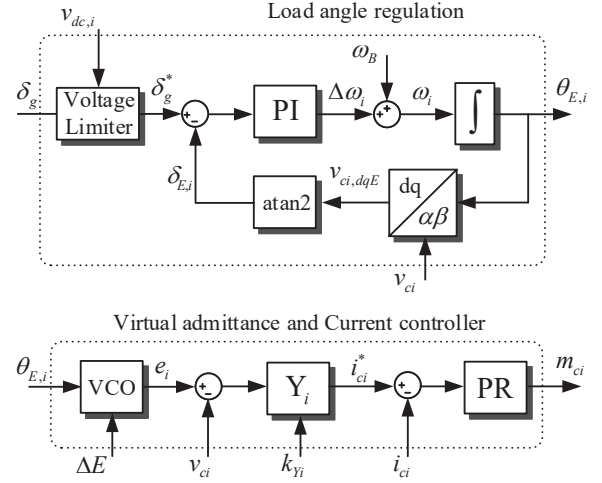 Load angle regulation
v_{dc,i}
ω_B
δ_g
Voltage
Limiter
δ_g^*
+
-
PI
Δω_i
+
+
ω_i
∫
θ_{E,i}
δ_{E,i}
atan2
v_{ci,dqE}
dq
αβ
v_{ci}
Virtual admittance and Current controller
θ_{E,i}
VCO
e_i
+
-
Y_i
i_{ci}^*
+
-
PR
m_{ci}
ΔE
v_{ci}
k_{Yi}
i_{ci}